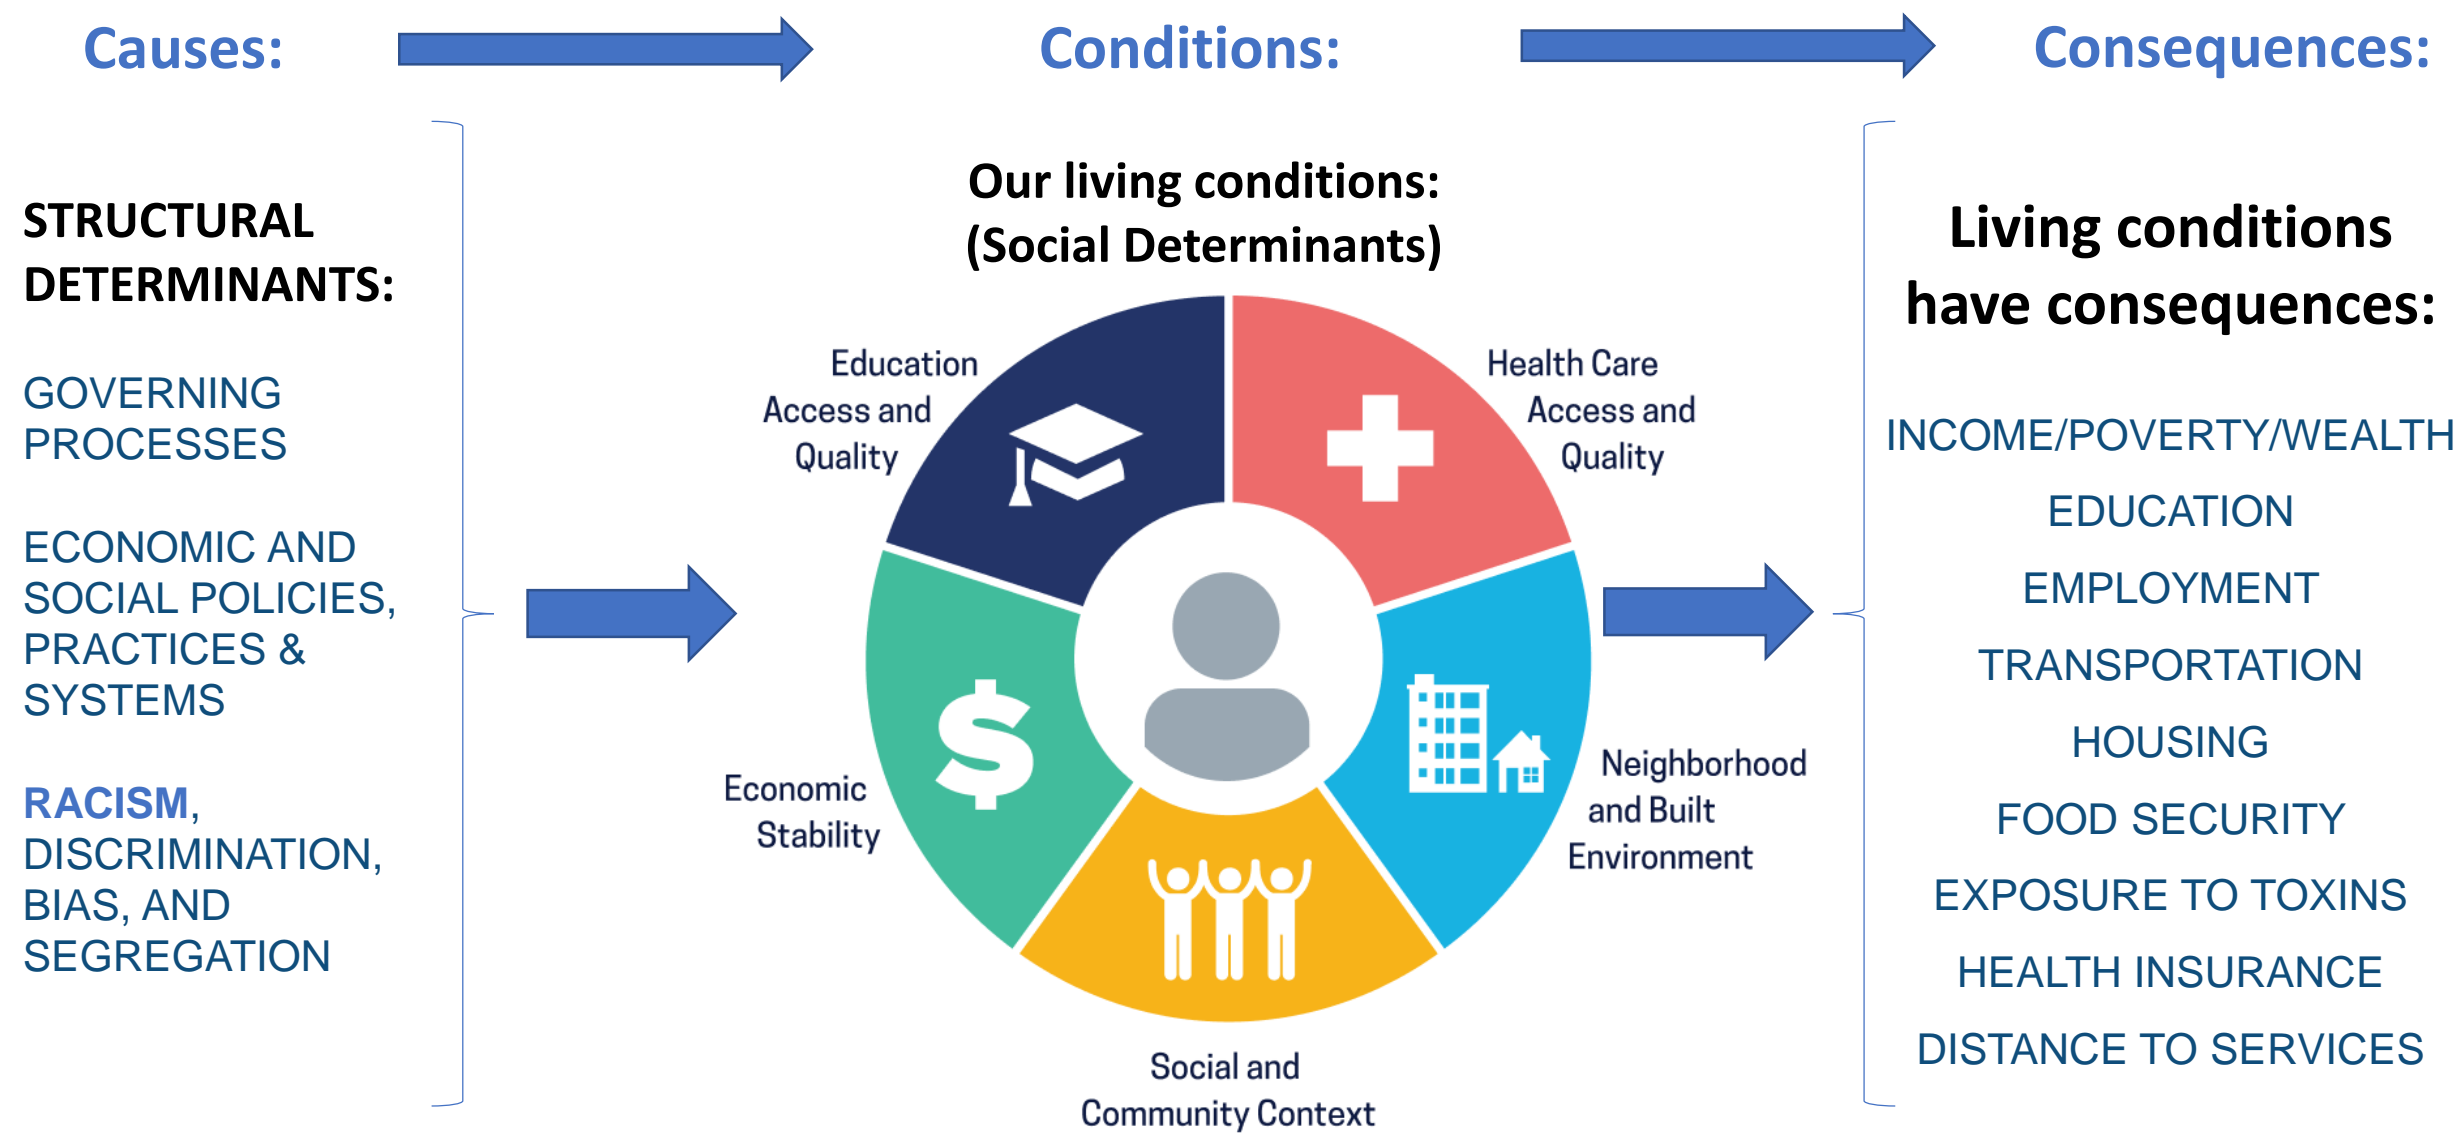 Causes:
Conditions:
Consequences:
STRUCTURAL
DETERMINANTS:
GOVERNING
PROCESSES
ECONOMIC AND
SOCIAL POLICIES,
PRACTICES &
SYSTEMS
RACISM,
DISCRIMINATION,
BIAS, AND
SEGREGATION
Our living conditions:
(Social Determinants)
Education
Access and
Quality
Health Care
Access and
Quality
Economic
Stability
Neighborhood
and Built
Environment
Social and
Community Context
Living conditions
have consequences:
INCOME/POVERTY/WEALTH
EDUCATION
EMPLOYMENT
TRANSPORTATION
HOUSING
FOOD SECURITY
EXPOSURE TO TOXINS
HEALTH INSURANCE
DISTANCE TO SERVICES